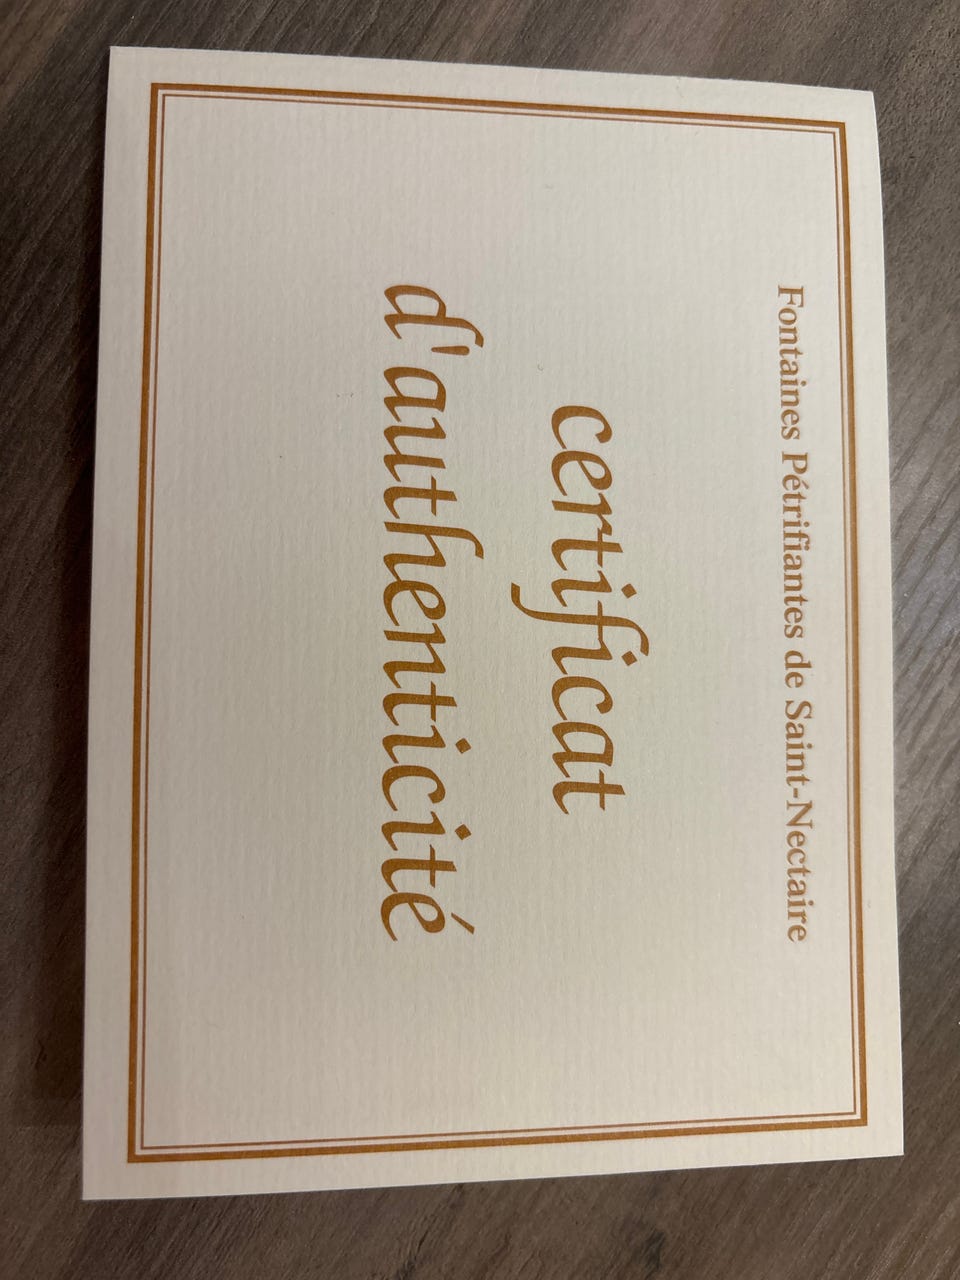 Fontaines Pétrifiantes de Saint-Nectaire
certificat
d'authenticité